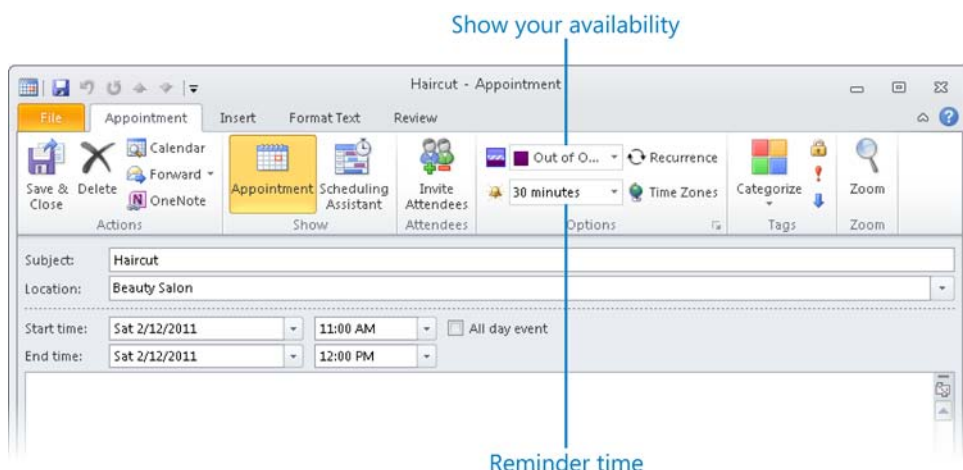 Show your availability
Haircut - Appointment
File Appointment Insert Format Text Review
Save & Close Delete Calendar Forward OneNote Appointment Scheduling Assistant Invite Attendees Out of O... Recurrence 30 minutes Time Zones Categorize Zoom
Actions Show Attendees Options Tags Zoom
Subject: Haircut
Location: Beauty Salon
Start time: Sat 2/12/2011 11:00 AM All day event
End time: Sat 2/12/2011 12:00 PM
Reminder time